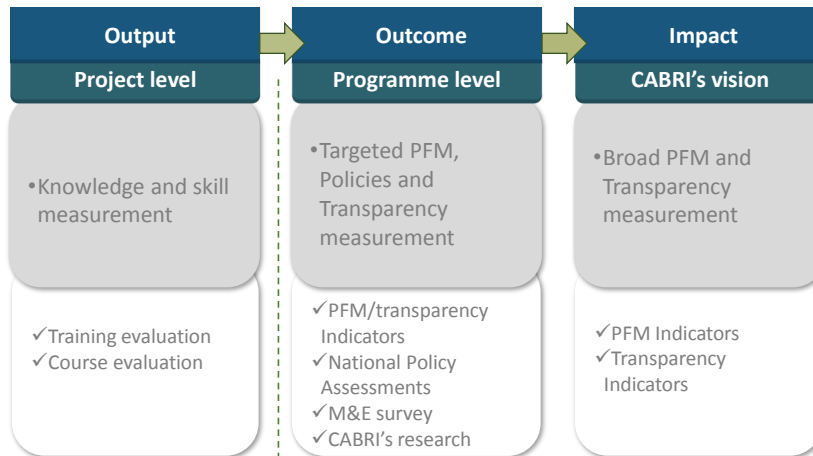 Output
Project level
•Knowledge and skill
measurement
✓Training evaluation
✓Course evaluation
Outcome
Programme level
•Targeted PFM,
Policies and
Transparency
measurement
✓PFM/transparency
Indicators
✓National Policy
Assessments
✓M&E survey
✓CABRI's research
Impact
CABRI's vision
•Broad PFM and
Transparency
measurement
✓PFM Indicators
✓Transparency
Indicators